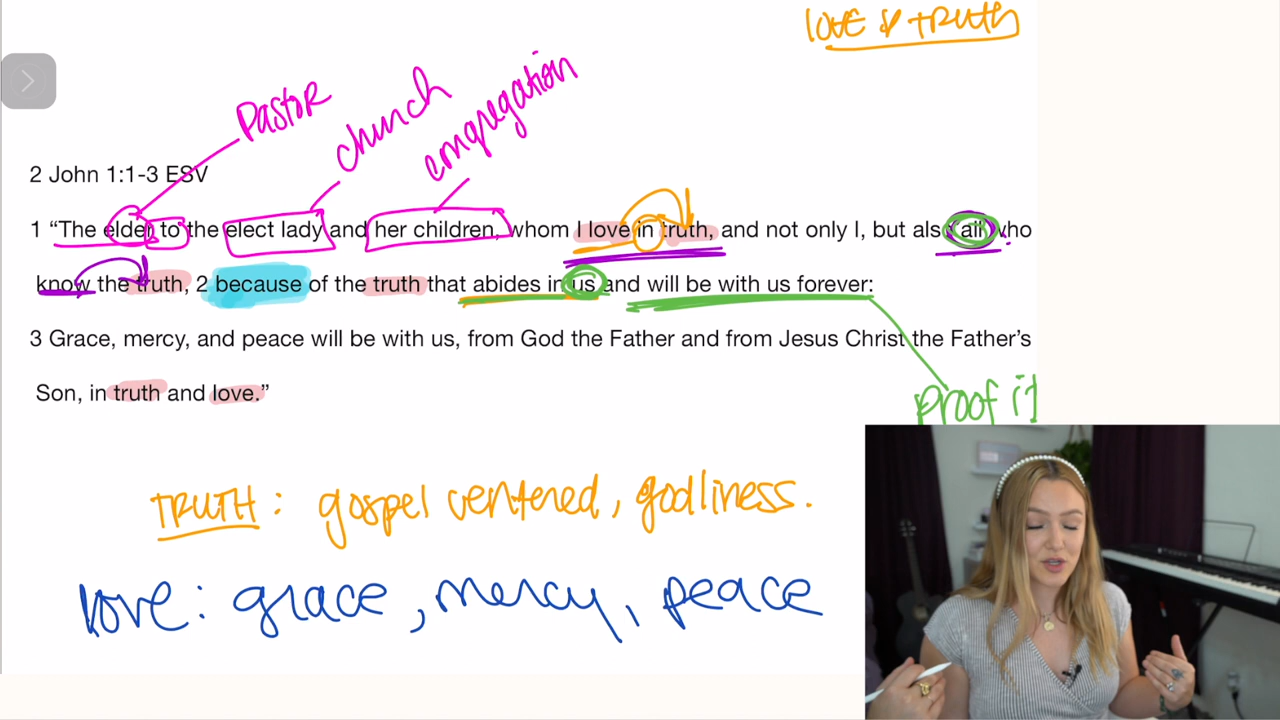 love & truth
Pastor
church
congregation
2 John 1:1-3 ESV
1 “The elder to the elect lady and her children, whom I love in truth, and not only I, but also all who
know the truth, 2 because of the truth that abides in us and will be with us forever:
3 Grace, mercy, and peace will be with us, from God the Father and from Jesus Christ the Father’s
Son, in truth and love.”
proof
TRUTH: gospel centered, godliness.
love: grace, mercy, peace